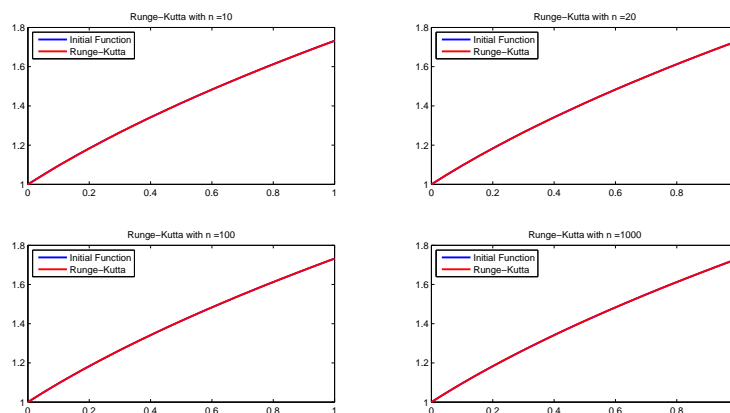 Runge−Kutta with n =10
1.8
1.6
1.4
1.2
1
Initial Function
Runge−Kutta
0 0.2 0.4 0.6 0.8 1
Runge−Kutta with n =20
1.8
1.6
1.4
1.2
1
Initial Function
Runge−Kutta
0 0.2 0.4 0.6 0.8
Runge−Kutta with n =100
1.8
1.6
1.4
1.2
1
Initial Function
Runge−Kutta
0 0.2 0.4 0.6 0.8 1
Runge−Kutta with n =1000
1.8
1.6
1.4
1.2
1
Initial Function
Runge−Kutta
0 0.2 0.4 0.6 0.8